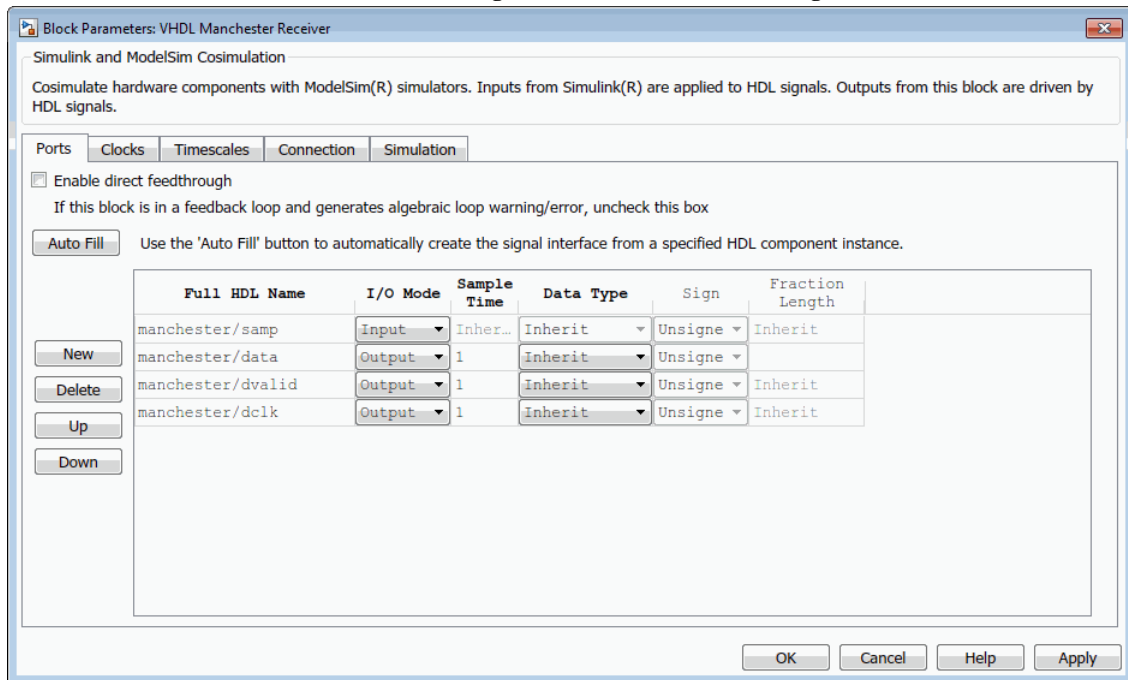 Block Parameters: VHDL Manchester Receiver
Simulink and ModelSim Cosimulation
Cosimulate hardware components with ModelSim(R) simulators. Inputs from Simulink(R) are applied to HDL signals. Outputs from this block are driven by
HDL signals.
Ports Clocks Timescales Connection Simulation
Enable direct feedthrough
If this block is in a feedback loop and generates algebraic loop warning/error, uncheck this box
Auto Fill Use the 'Auto Fill' button to automatically create the signal interface from a specified HDL component instance.
Full HDL Name I/O Mode Sample Time Data Type Sign Fraction Length
manchester/samp Input Inher... Inherit Unsigne Inherit
New manchester/data Output 1 Inherit Unsigne
Delete manchester/dvalid Output 1 Inherit Unsigne Inherit
manchester/dclk Output 1 Inherit Unsigne Inherit
Up
Down
OK Cancel Help Apply